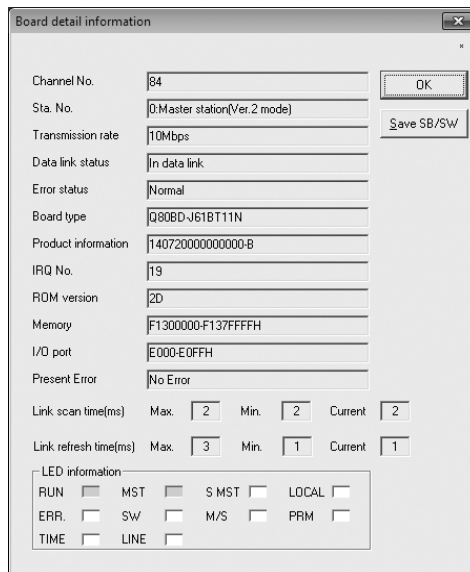 Board detail information
Channel No. 84
OK
Sta. No. 0:Master station(Ver.2 mode)
Save SB/SW
Transmission rate 10Mbps
Data link status In data link
Error status Normal
Board type Q80BD-J61BT11N
Product information 140720000000000-B
IRQ No. 19
ROM version 2D
Memory F1300000-F137FFFFH
I/O port E000-E0FFH
Present Error No Error
Link scan time(ms) Max. 2 Min. 2 Current 2
Link refresh time(ms) Max. 3 Min. 1 Current 1
LED information
RUN MST S MST LOCAL
ERR. SW M/S PRM
TIME LINE